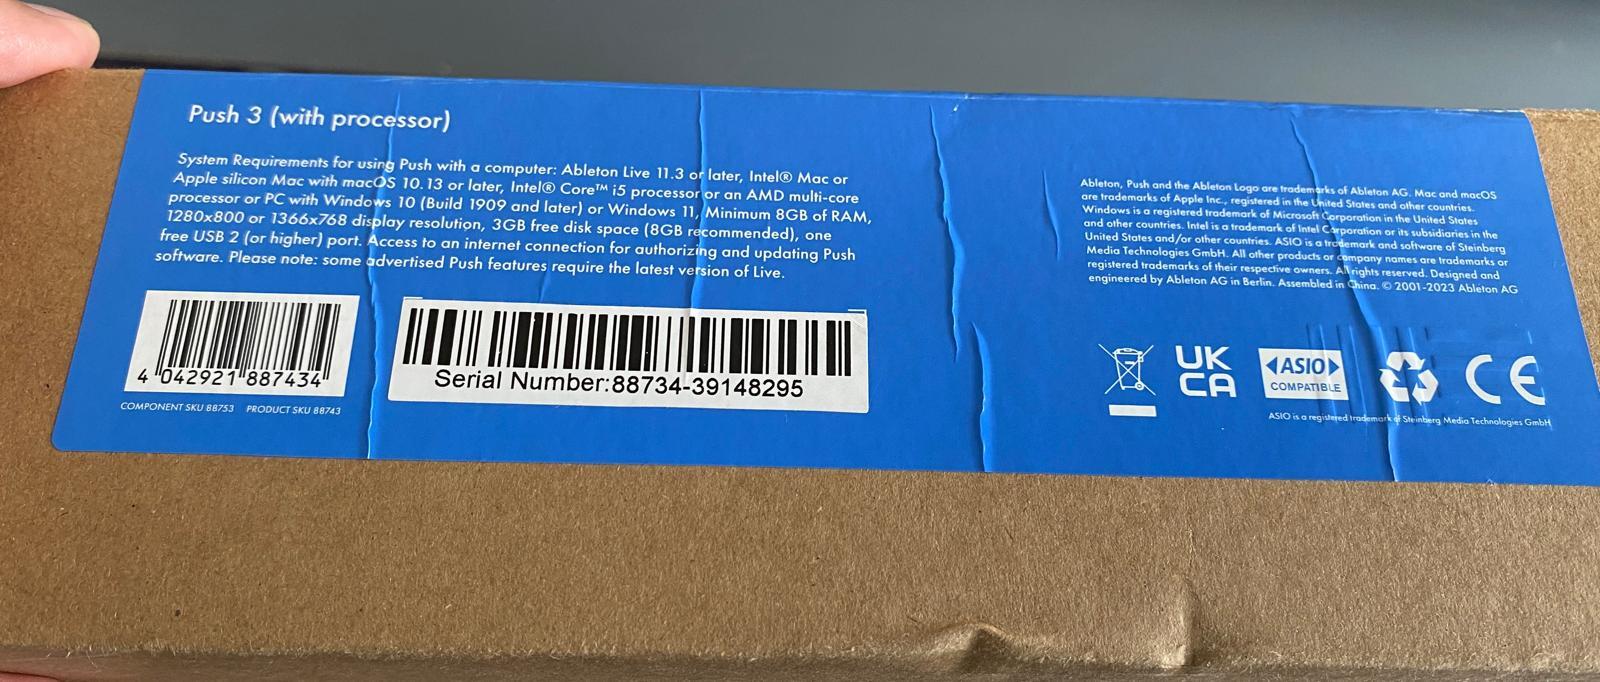 Push 3 (with processor)
System Requirements for using Push with a computer: Ableton Live 11.3 or later, Intel® Mac or
Apple silicon Mac with macOS 10.13 or later, Intel® Core™ i5 processor or an AMD multi-core
processor or PC with Windows 10 (Build 1909 and later) or Windows 11, Minimum 8GB of RAM,
1280x800 or 1366x768 display resolution, 3GB free disk space (8GB recommended), one
free USB 2 (or higher) port. Access to an internet connection for authorizing and updating Push
software. Please note: some advertised Push features require the latest version of Live.
4 042921 887434
COMPONENT SKU 88753 PRODUCT SKU 88743
Serial Number:88734-39148295
Ableton, Push and the Ableton Logo are trademarks of Ableton AG. Mac and macOS
are trademarks of Apple Inc., registered in the United States and other countries.
Windows is a registered trademark of Microsoft Corporation in the United States
and other countries. Intel is a trademark of Intel Corporation or its subsidiaries in the
United States and/or other countries. ASIO is a trademark and software of Steinberg
Media Technologies GmbH. All other products or company names are trademarks or
registered trademarks of their respective owners. All rights reserved. Designed and
engineered by Ableton AG in Berlin. Assembled in China. © 2001-2023 Ableton AG
UK
CA
ASIO
COMPATIBLE
CE
ASIO is a registered trademark of Steinberg Media Technologies GmbH